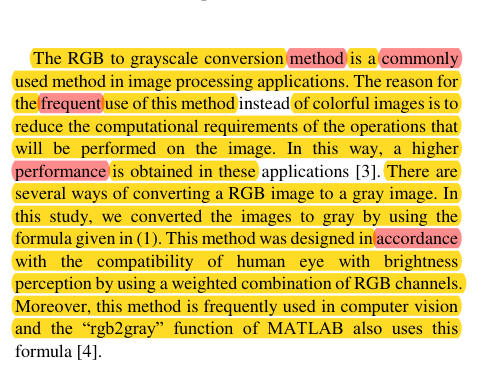 The RGB to grayscale conversion method is a commonly
used method in image processing applications. The reason for
the frequent use of this method instead of colorful images is to
reduce the computational requirements of the operations that
will be performed on the image. In this way, a higher
performance is obtained in these applications [3]. There are
several ways of converting a RGB image to a gray image. In
this study, we converted the images to gray by using the
formula given in (1). This method was designed in accordance
with the compatibility of human eye with brightness
perception by using a weighted combination of RGB channels.
Moreover, this method is frequently used in computer vision
and the “rgb2gray” function of MATLAB also uses this
formula [4].